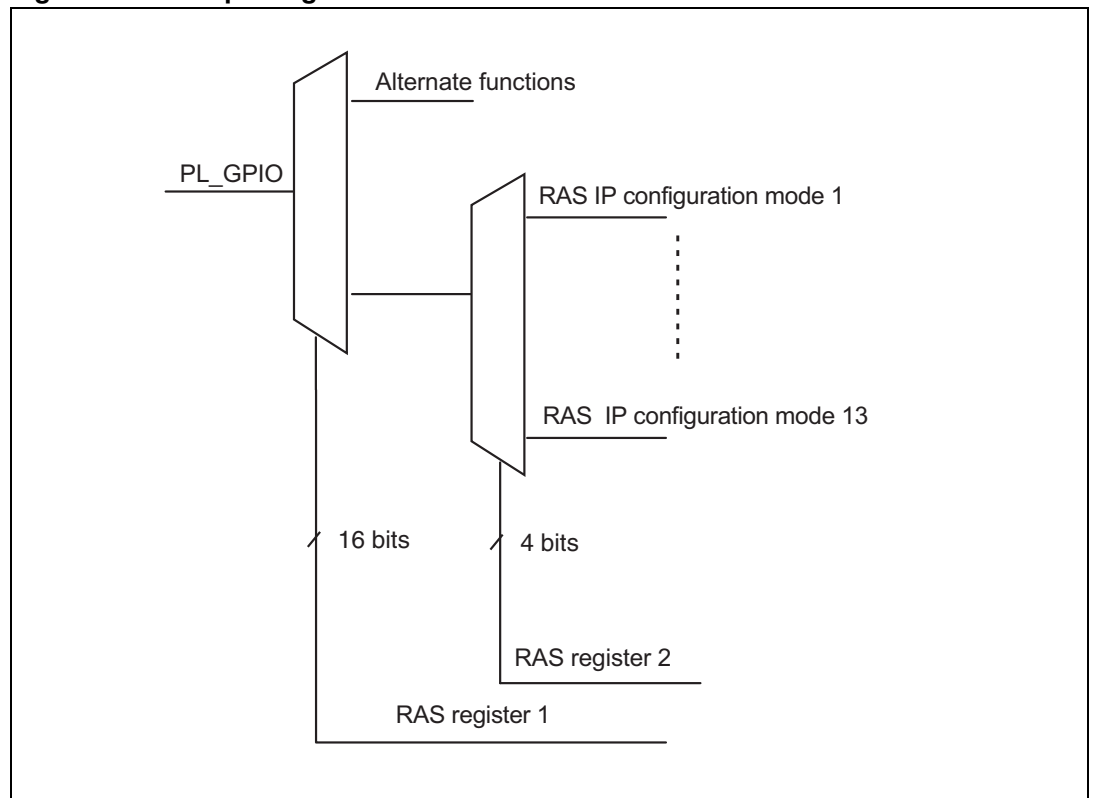 Alternate functions
PL_GPIO
RAS IP configuration mode 1
RAS IP configuration mode 13
16 bits
4 bits
RAS register 2
RAS register 1